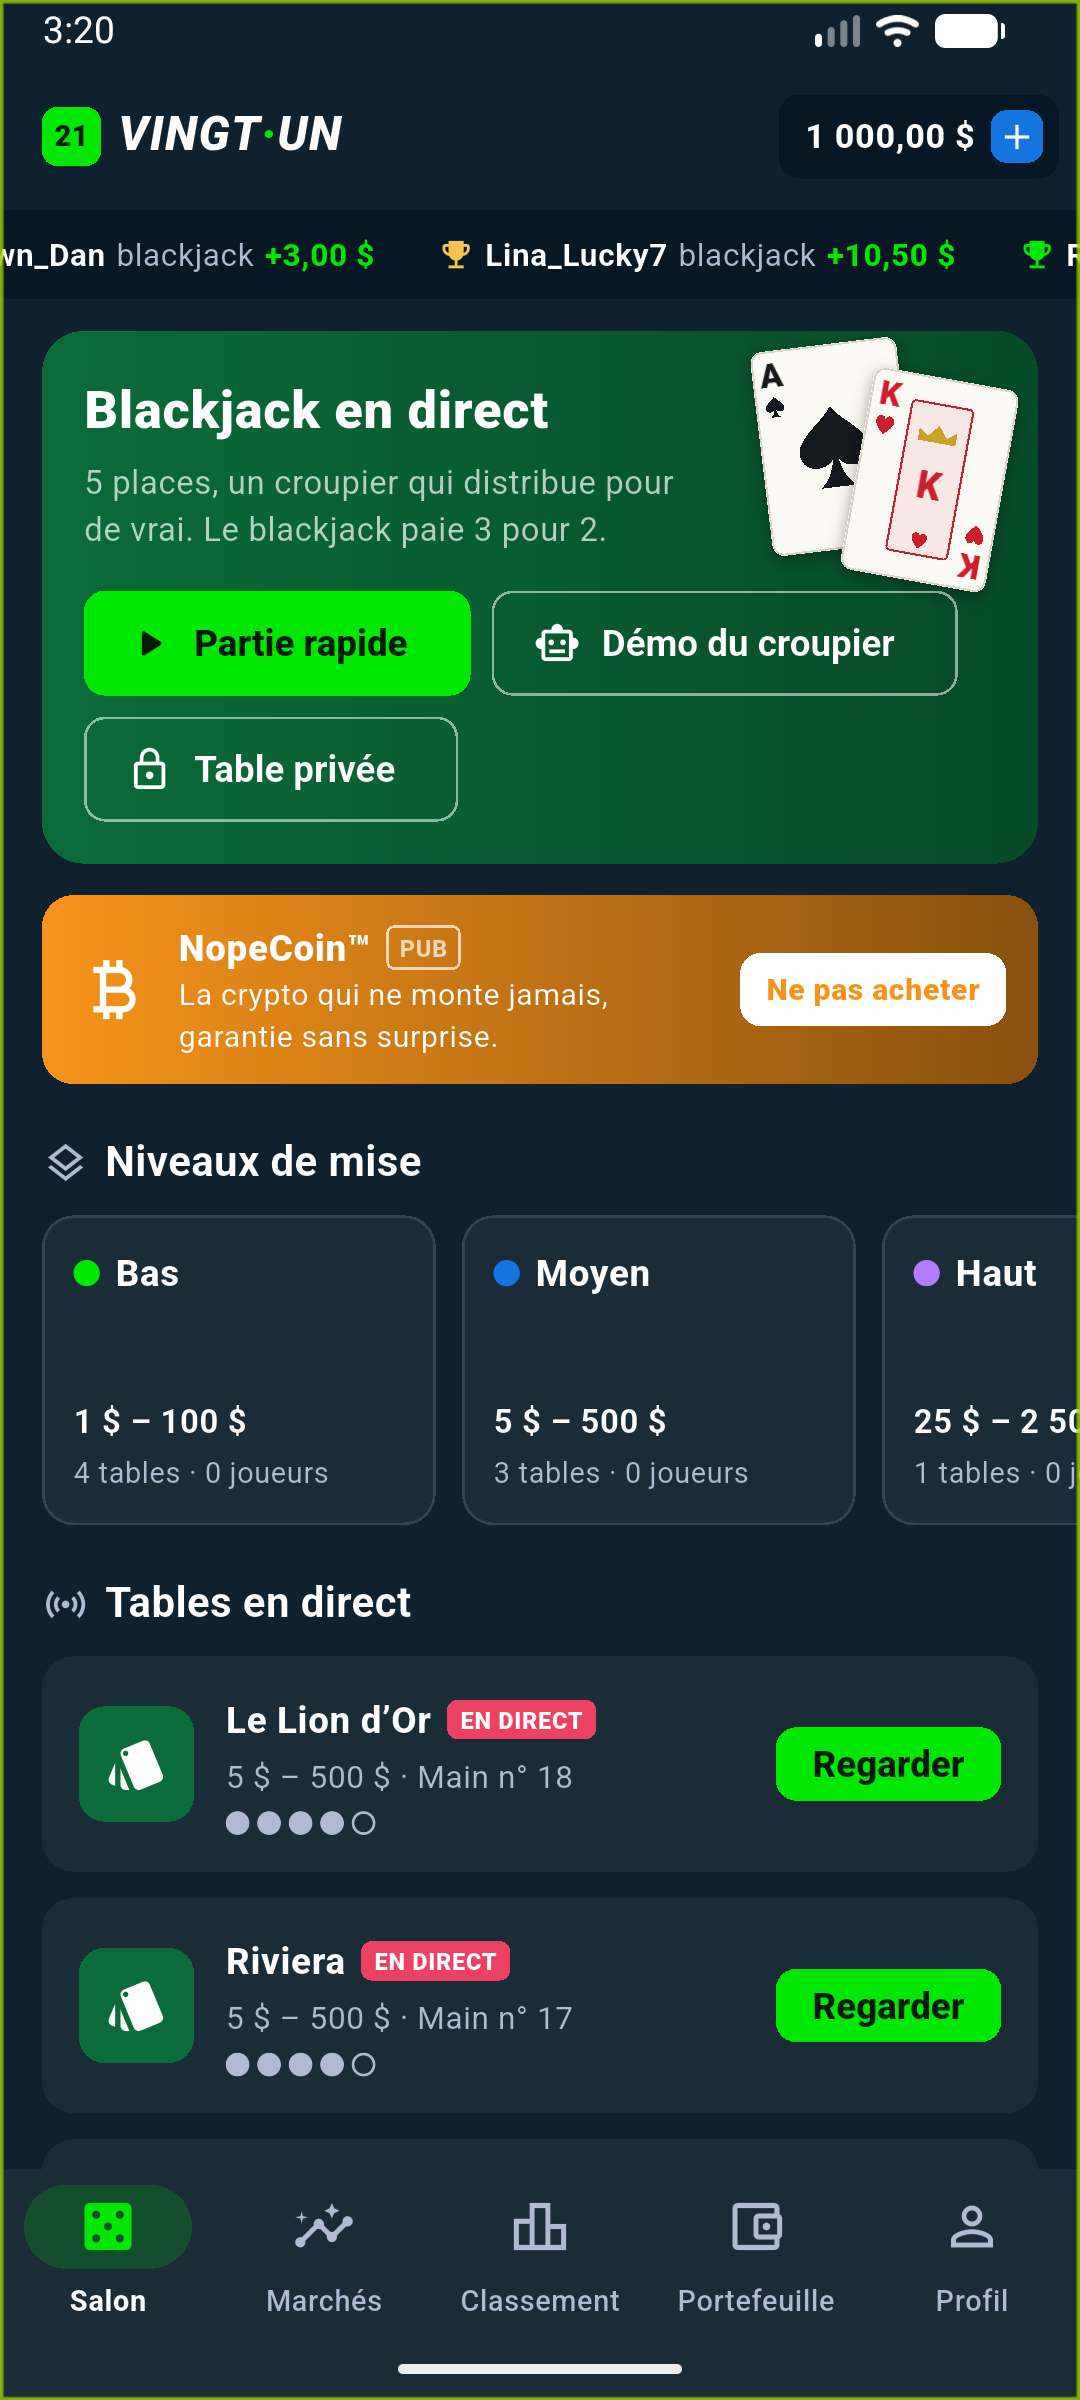 3:20
21 VINGT·UN
1 000,00 $
wn_Dan blackjack +3,00 $ Lina_Lucky7 blackjack +10,50 $
Blackjack en direct
5 places, un croupier qui distribue pour
de vrai. Le blackjack paie 3 pour 2.
A
K
K
K
Partie rapide
Démo du croupier
Table privée
NopeCoin™ PUB
La crypto qui ne monte jamais,
garantie sans surprise.
Ne pas acheter
Niveaux de mise
Bas
1 $ – 100 $
4 tables · 0 joueurs
Moyen
5 $ – 500 $
3 tables · 0 joueurs
Haut
25 $ – 2 50
1 tables · 0 j
Tables en direct
Le Lion d’Or EN DIRECT
5 $ – 500 $ · Main n° 18
Regarder
Riviera EN DIRECT
5 $ – 500 $ · Main n° 17
Regarder
Salon
Marchés
Classement
Portefeuille
Profil